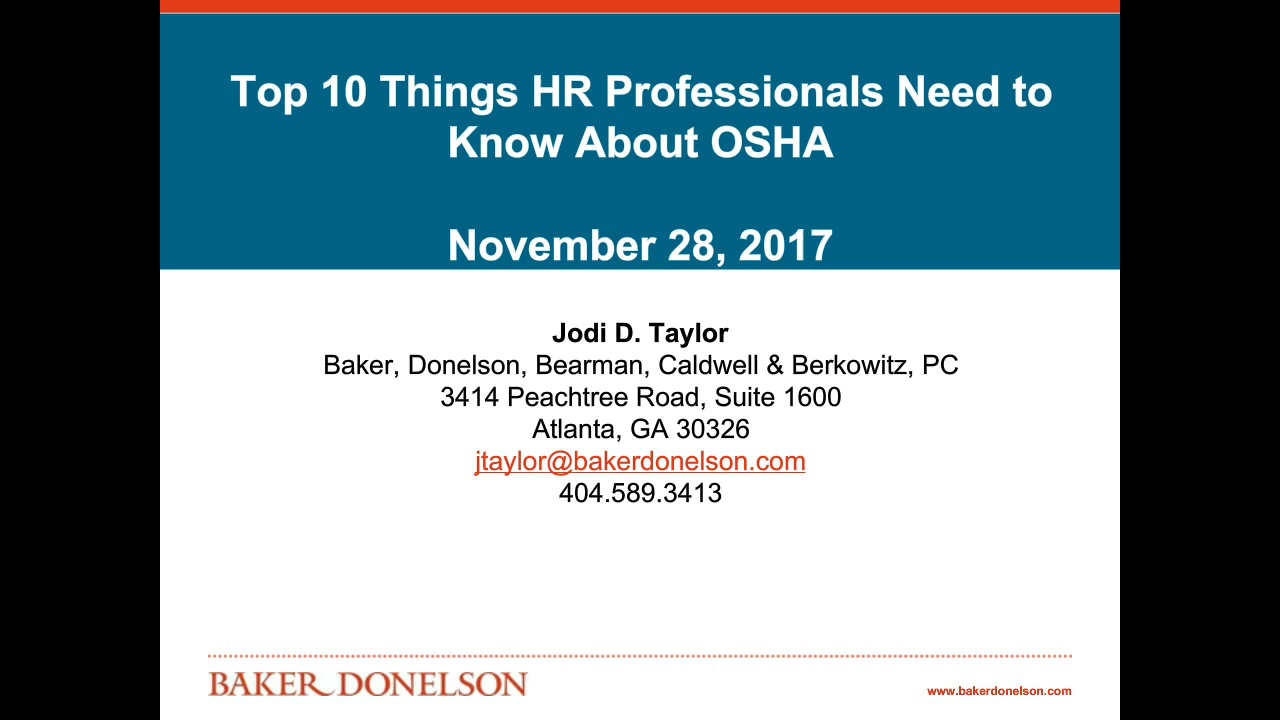 Top 10 Things HR Professionals Need to
Know About OSHA
November 28, 2017
Jodi D. Taylor
Baker, Donelson, Bearman, Caldwell & Berkowitz, PC
3414 Peachtree Road, Suite 1600
Atlanta, GA 30326
jtaylor@bakerdonelson.com
404.589.3413
BAKER DONELSON
www.bakerdonelson.com